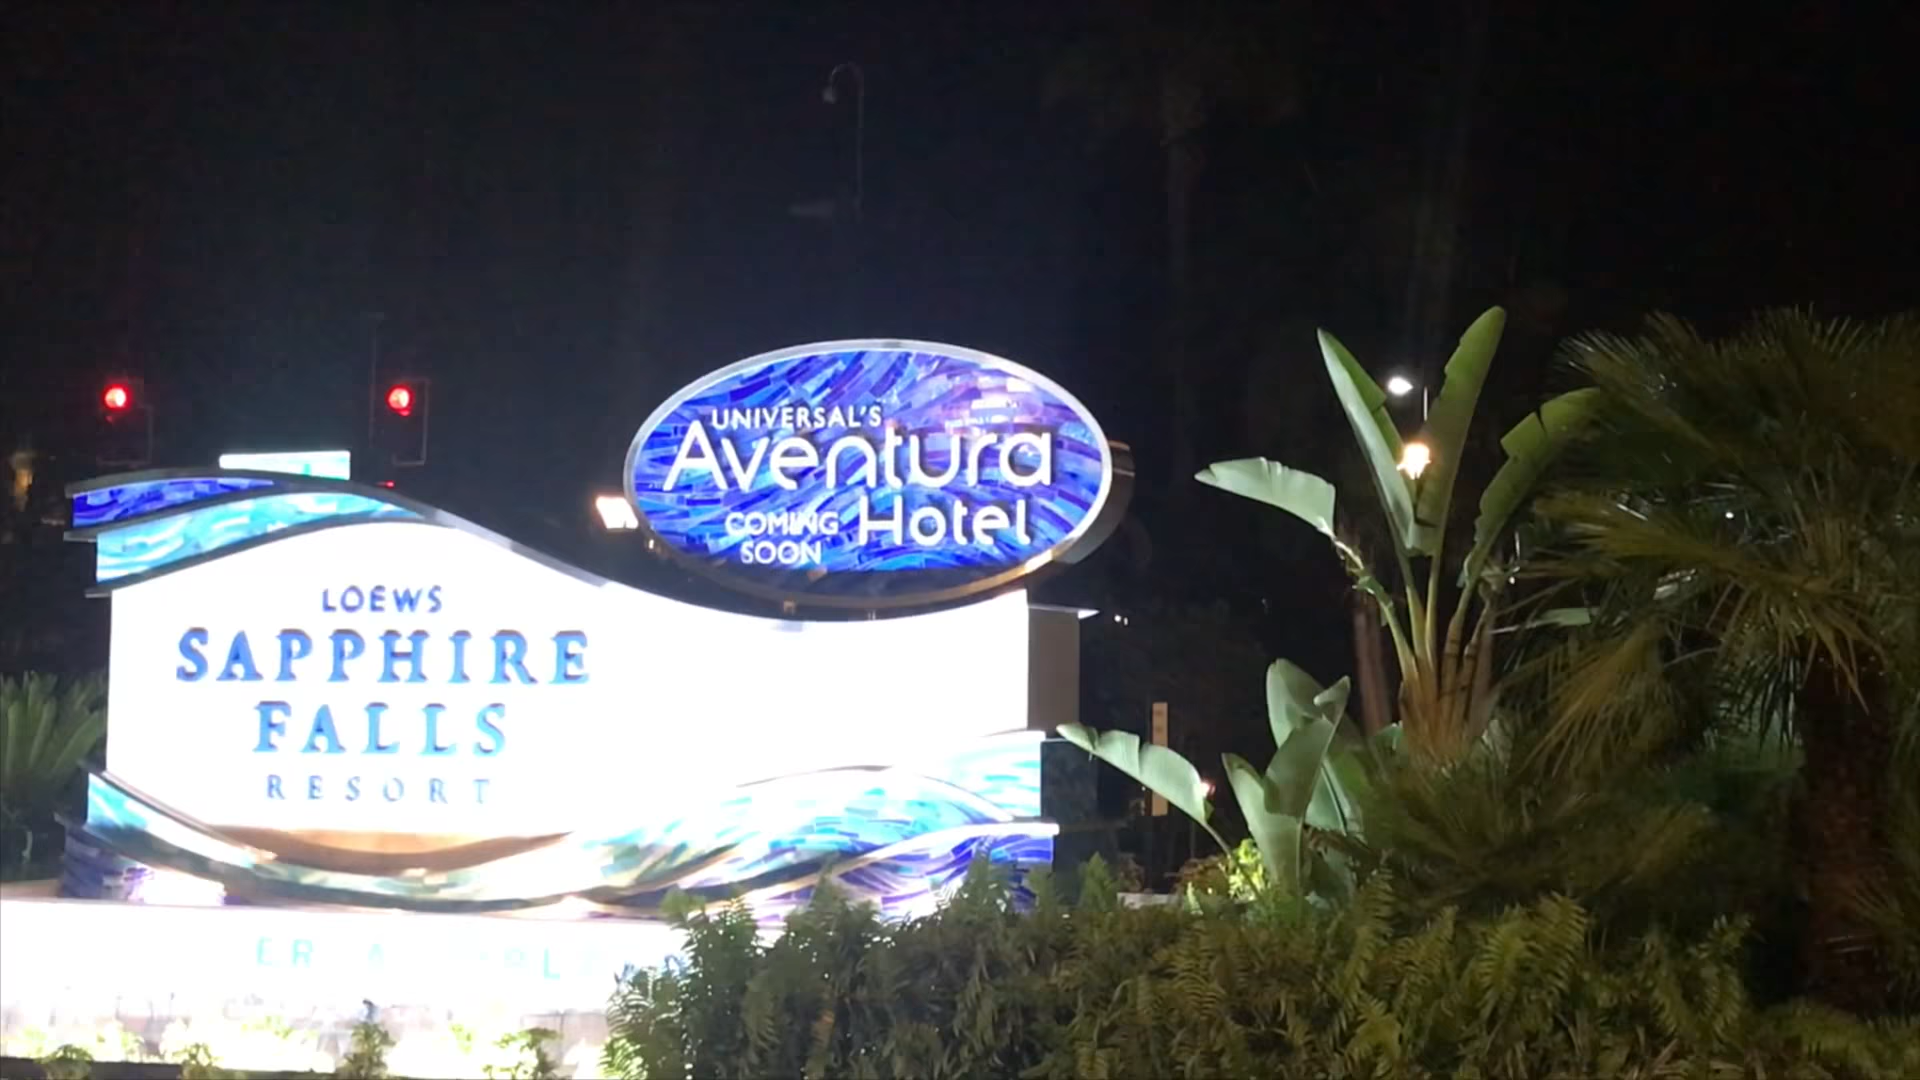 UNIVERSAL'S
Aventura
Hotel
COMING
SOON
LOEWS
SAPPHIRE
FALLS
RESORT